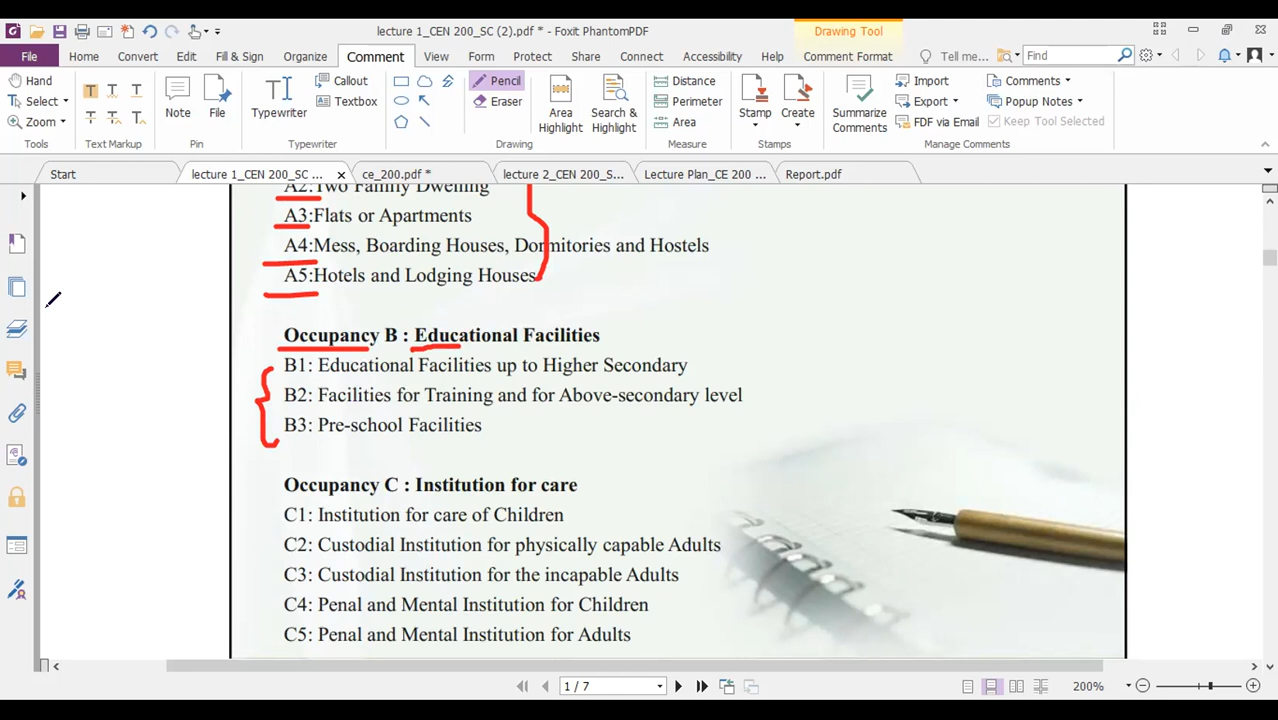 lecture 1_CEN 200_SC (2).pdf * - Foxit PhantomPDF
Drawing Tool
File Home Convert Edit Fill & Sign Organize Comment View Form Protect Share Connect Accessibility Help Comment Format Tell me... Find
Hand
Select
Zoom
Tools
T T T
T T T
Text Markup
Note
File
Pin
Typewriter
Callout
Textbox
Typewriter
Pencil
Eraser
Area Highlight
Search & Highlight
Drawing
Distance
Perimeter
Area
Measure
Stamp
Create
Stamps
Summarize Comments
Import
Export
FDF via Email
Comments
Popup Notes
Keep Tool Selected
Manage Comments
Start
lecture 1_CEN 200_SC ...
ce_200.pdf *
lecture 2_CEN 200_S...
Lecture Plan_CE 200 ...
Report.pdf
A2:Two Family Dwelling
A3:Flats or Apartments
A4:Mess, Boarding Houses, Dormitories and Hostels
A5:Hotels and Lodging Houses
Occupancy B : Educational Facilities
B1: Educational Facilities up to Higher Secondary
B2: Facilities for Training and for Above-secondary level
B3: Pre-school Facilities
Occupancy C : Institution for care
C1: Institution for care of Children
C2: Custodial Institution for physically capable Adults
C3: Custodial Institution for the incapable Adults
C4: Penal and Mental Institution for Children
C5: Penal and Mental Institution for Adults
1 / 7
200%